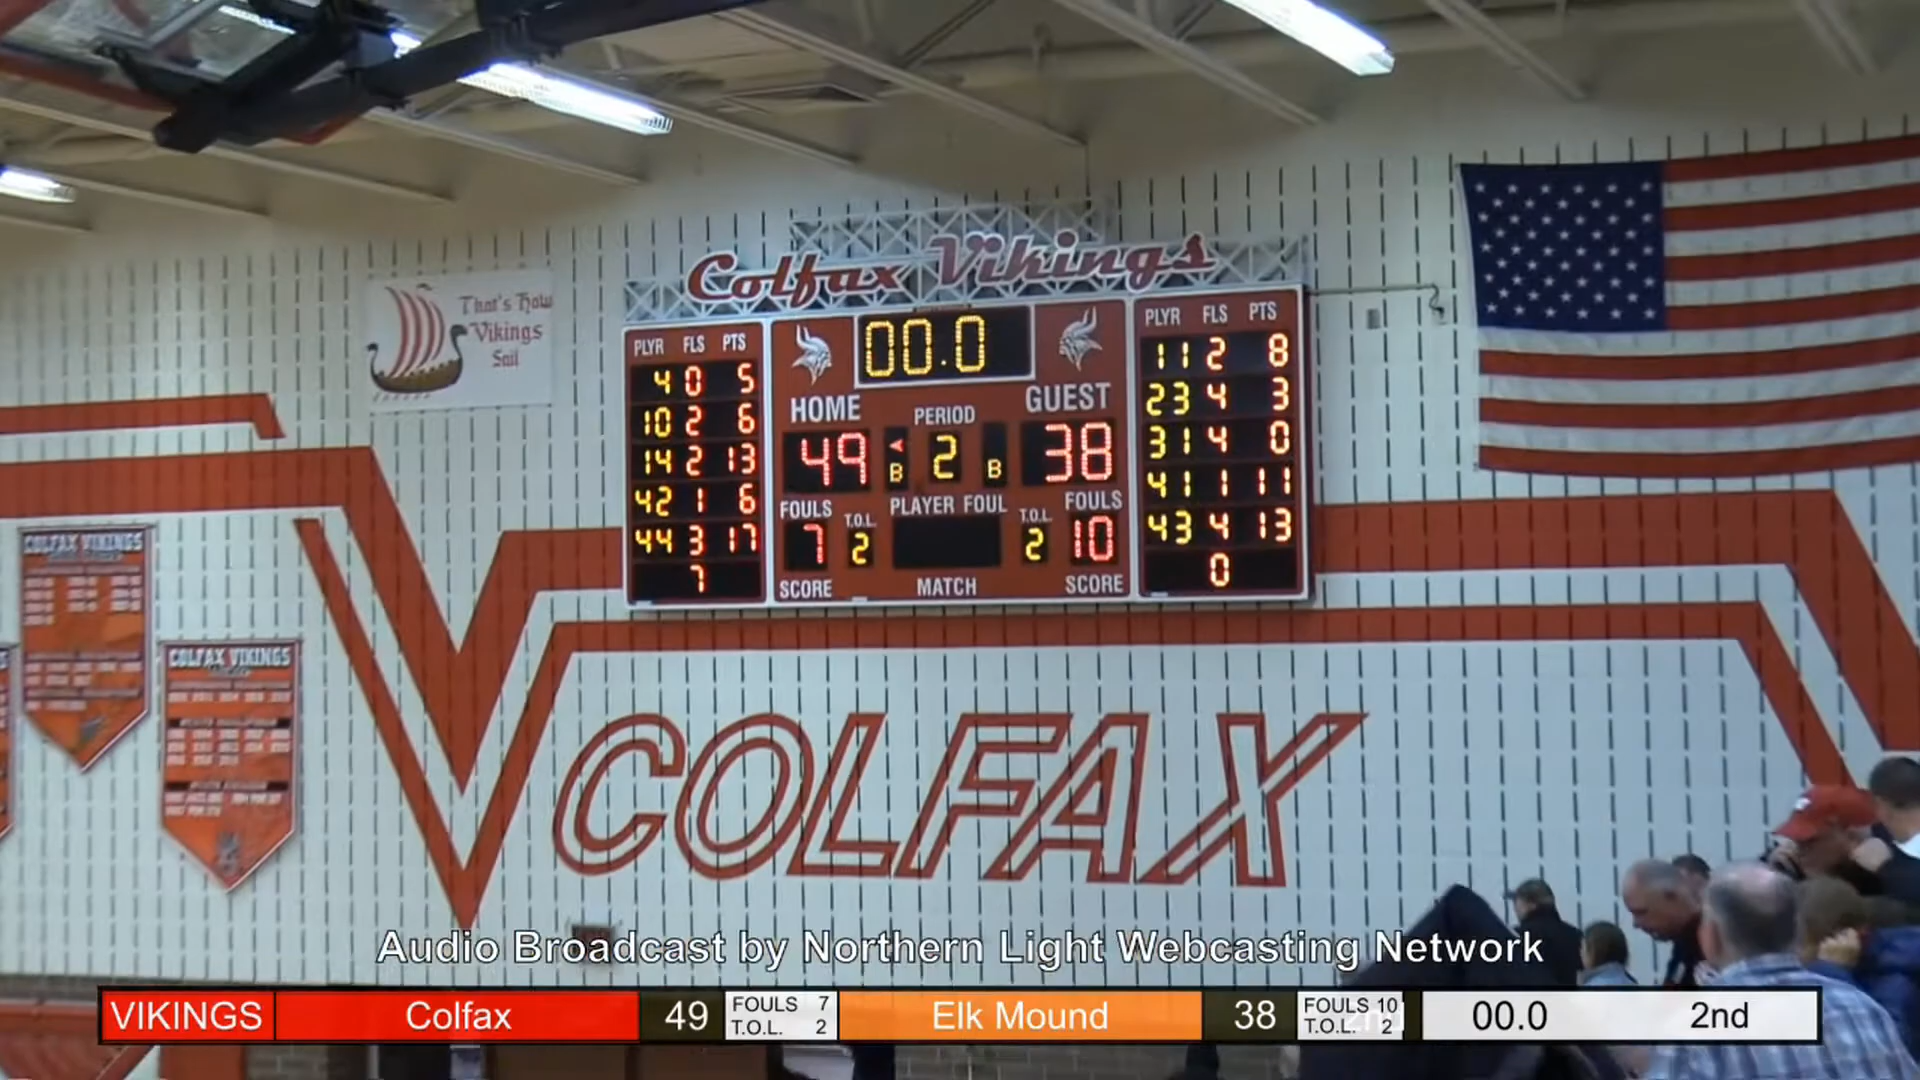 Colfax Vikings
That's How
Vikings
Sail
PLYR FLS PTS
4 0 5
10 2 6
14 2 13
42 1 6
44 3 17
7
00.0
HOME
GUEST
PERIOD
49 B 2 B 38
FOULS
PLAYER FOUL
FOULS
T.O.L.
T.O.L.
7 2 2 10
SCORE
MATCH
SCORE
PLYR FLS PTS
11 2 8
23 4 3
31 4 0
41 1 11
43 4 13
0
COLFAX VIKINGS
COLFAX VIKINGS
COLFAX
Audio Broadcast by Northern Light Webcasting Network
VIKINGS Colfax 49 FOULS 7 T.O.L. 2 Elk Mound 38 FOULS 10 T.O.L. 2 00.0 2nd